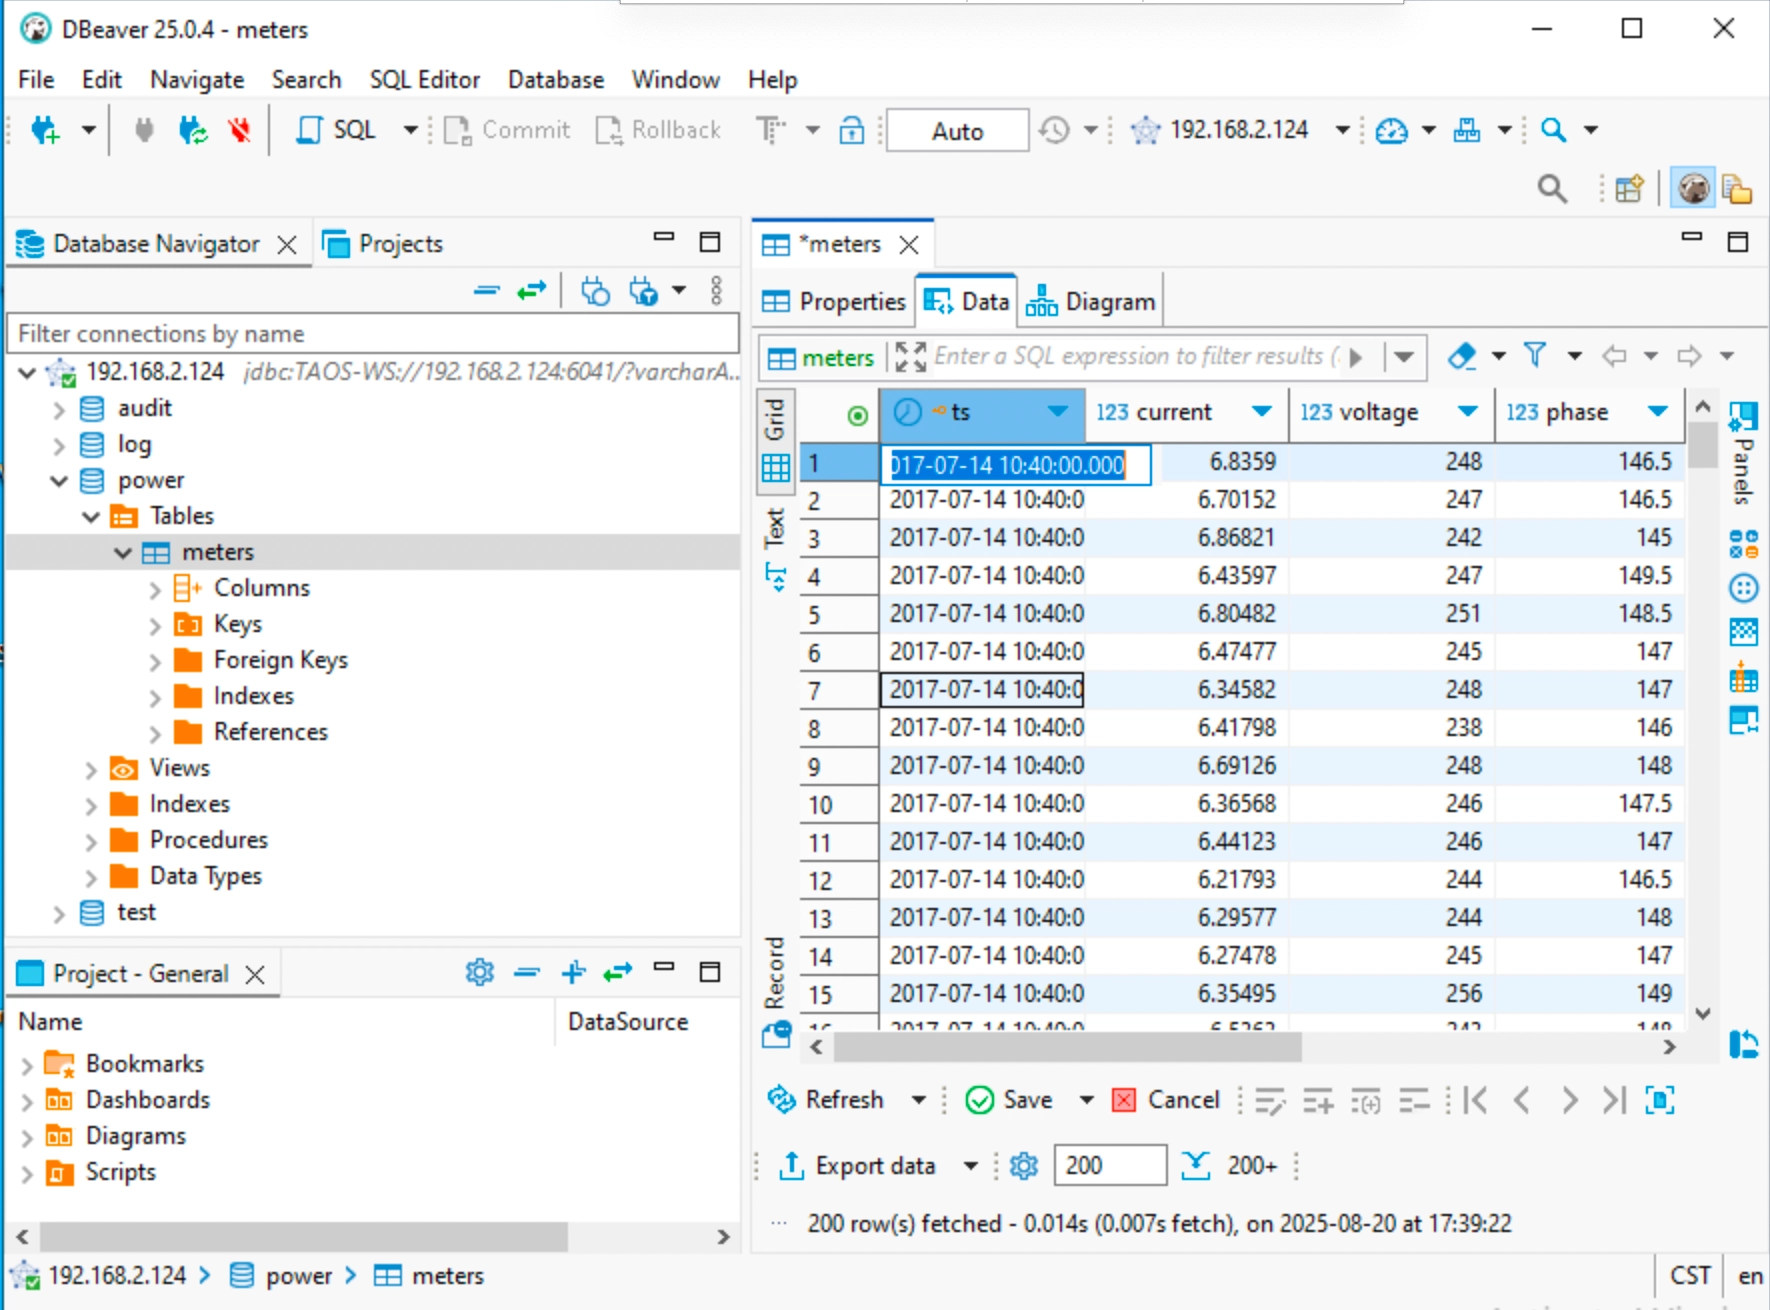 DBeaver 25.0.4 - meters
File Edit Navigate Search SQL Editor Database Window Help
SQL Commit Rollback Auto 192.168.2.124
Database Navigator Projects
Filter connections by name
192.168.2.124 jdbc:TAOS-WS://192.168.2.124:6041/?varcharA...
audit
log
power
Tables
meters
Columns
Keys
Foreign Keys
Indexes
References
Views
Indexes
Procedures
Data Types
test
Project - General
Name DataSource
Bookmarks
Dashboards
Diagrams
Scripts
*meters
Properties Data Diagram
meters Enter a SQL expression to filter results (
Grid
Text
Record
Panels
ts 123 current 123 voltage 123 phase
1 017-07-14 10:40:00.000 6.8359 248 146.5
2 2017-07-14 10:40:0 6.70152 247 146.5
3 2017-07-14 10:40:0 6.86821 242 145
4 2017-07-14 10:40:0 6.43597 247 149.5
5 2017-07-14 10:40:0 6.80482 251 148.5
6 2017-07-14 10:40:0 6.47477 245 147
7 2017-07-14 10:40:0 6.34582 248 147
8 2017-07-14 10:40:0 6.41798 238 146
9 2017-07-14 10:40:0 6.69126 248 148
10 2017-07-14 10:40:0 6.36568 246 147.5
11 2017-07-14 10:40:0 6.44123 246 147
12 2017-07-14 10:40:0 6.21793 244 146.5
13 2017-07-14 10:40:0 6.29577 244 148
14 2017-07-14 10:40:0 6.27478 245 147
15 2017-07-14 10:40:0 6.35495 256 149
Refresh Save Cancel
Export data 200 200+
200 row(s) fetched - 0.014s (0.007s fetch), on 2025-08-20 at 17:39:22
192.168.2.124 power meters
CST en